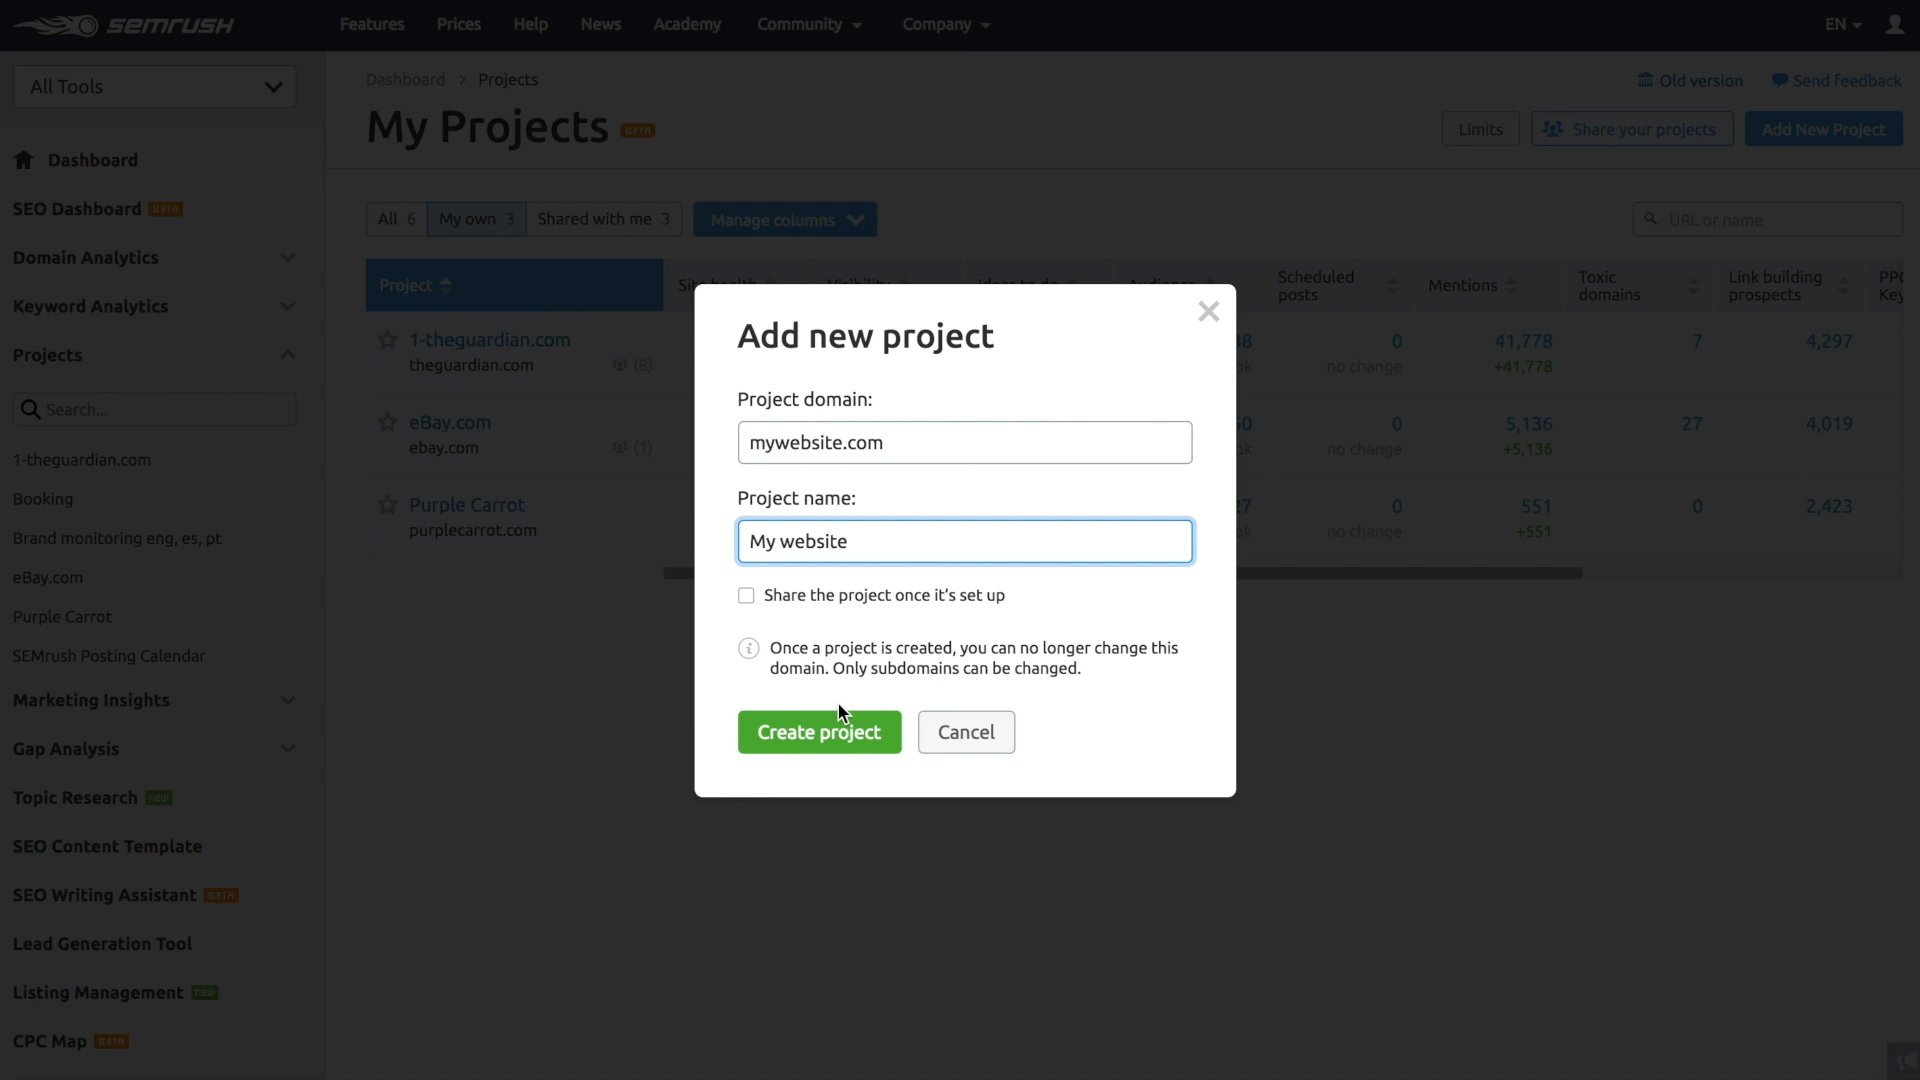 SEMRUSH
Features
Prices
Help
News
Academy
Community
Company
EN
All Tools
Dashboard
SEO Dashboard BETA
Domain Analytics
Keyword Analytics
Projects
Search...
1-theguardian.com
Booking
Brand monitoring eng, es, pt
eBay.com
Purple Carrot
SEMrush Posting Calendar
Marketing Insights
Gap Analysis
Topic Research NEW
SEO Content Template
SEO Writing Assistant BETA
Lead Generation Tool
Listing Management NEW
CPC Map BETA
Dashboard > Projects
Old version
Send feedback
My Projects BETA
Limits
Share your projects
Add New Project
All 6
My own 3
Shared with me 3
Manage columns
URL or name
Project
Scheduled
posts
Mentions
Toxic
domains
Link building
prospects
1-theguardian.com
theguardian.com
(8)
0
41,778
7
4,297
no change
+41,778
eBay.com
ebay.com
(1)
0
5,136
27
4,019
no change
+5,136
Purple Carrot
purplecarrot.com
0
551
0
2,423
no change
+551
Add new project
Project domain:
mywebsite.com
Project name:
My website
Share the project once it's set up
Once a project is created, you can no longer change this
domain. Only subdomains can be changed.
Create project
Cancel